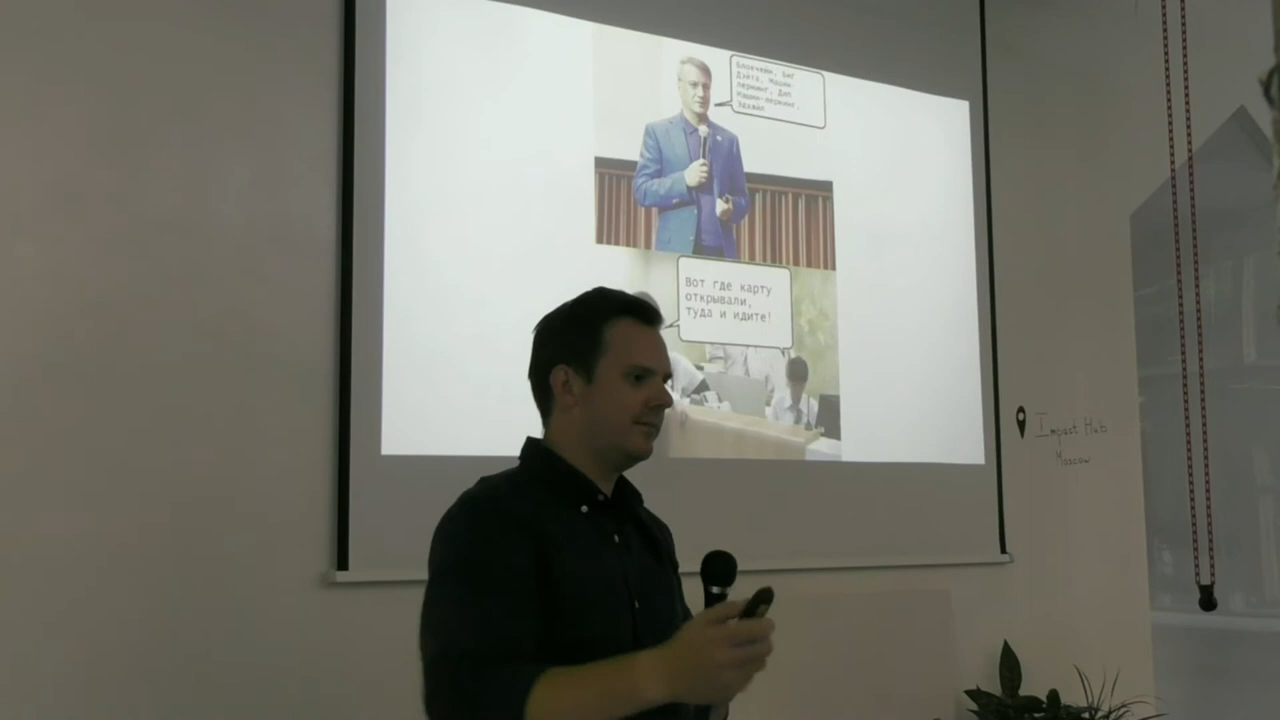 Блокчейн, Биг
Дэйта, Машин-
лернинг, Дип
Машин-лернинг,
Эджайл
Вот где карту
открывали,
туда и идите!
Impact Hub
Moscow